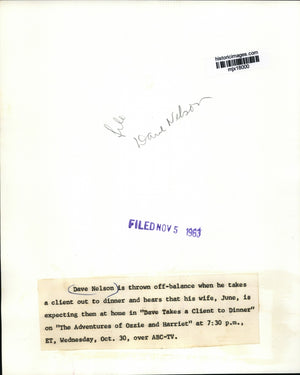 historicimages.com
mjx18000
file
Dave Nelson
FILED NOV 5 1963
Dave Nelson is thrown off-balance when he takes
a client out to dinner and hears that his wife, June, is
expecting them at home in "Dave Takes a Client to Dinner"
on "The Adventures of Ozzie and Harriet" at 7:30 p.m.,
ET, Wednesday, Oct. 30, over ABC-TV.